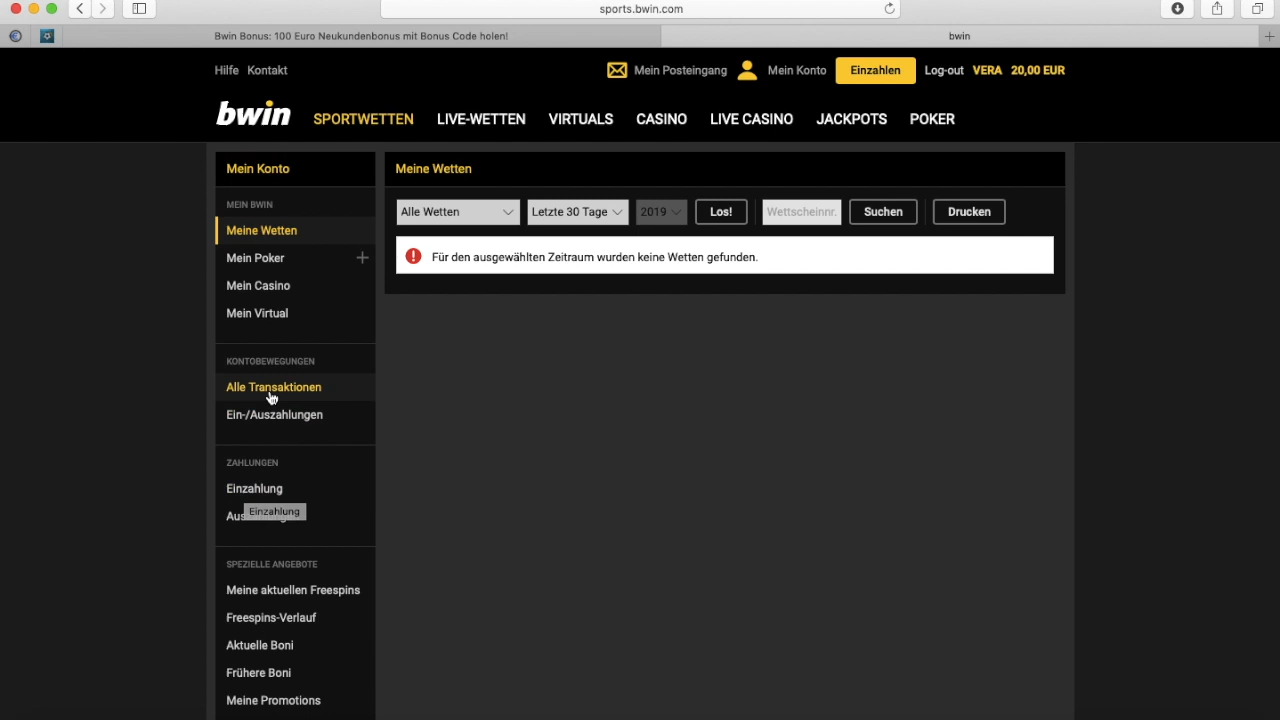 sports.bwin.com
Bwin Bonus: 100 Euro Neukundenbonus mit Bonus Code holen!
bwin
Hilfe Kontakt
Mein Posteingang Mein Konto Einzahlen Log-out VERA 20,00 EUR
bwin SPORTWETTEN LIVE-WETTEN VIRTUALS CASINO LIVE CASINO JACKPOTS POKER
Mein Konto
MEIN BWIN
Meine Wetten
Mein Poker
Mein Casino
Mein Virtual
KONTOBEWEGUNGEN
Alle Transaktionen
Ein-/Auszahlungen
ZAHLUNGEN
Einzahlung
Einzahlung
SPEZIELLE ANGEBOTE
Meine aktuellen Freespins
Freespins-Verlauf
Aktuelle Boni
Frühere Boni
Meine Promotions
Meine Wetten
Alle Wetten Letzte 30 Tage 2019 Los! Wettscheinnr. Suchen Drucken
Für den ausgewählten Zeitraum wurden keine Wetten gefunden.